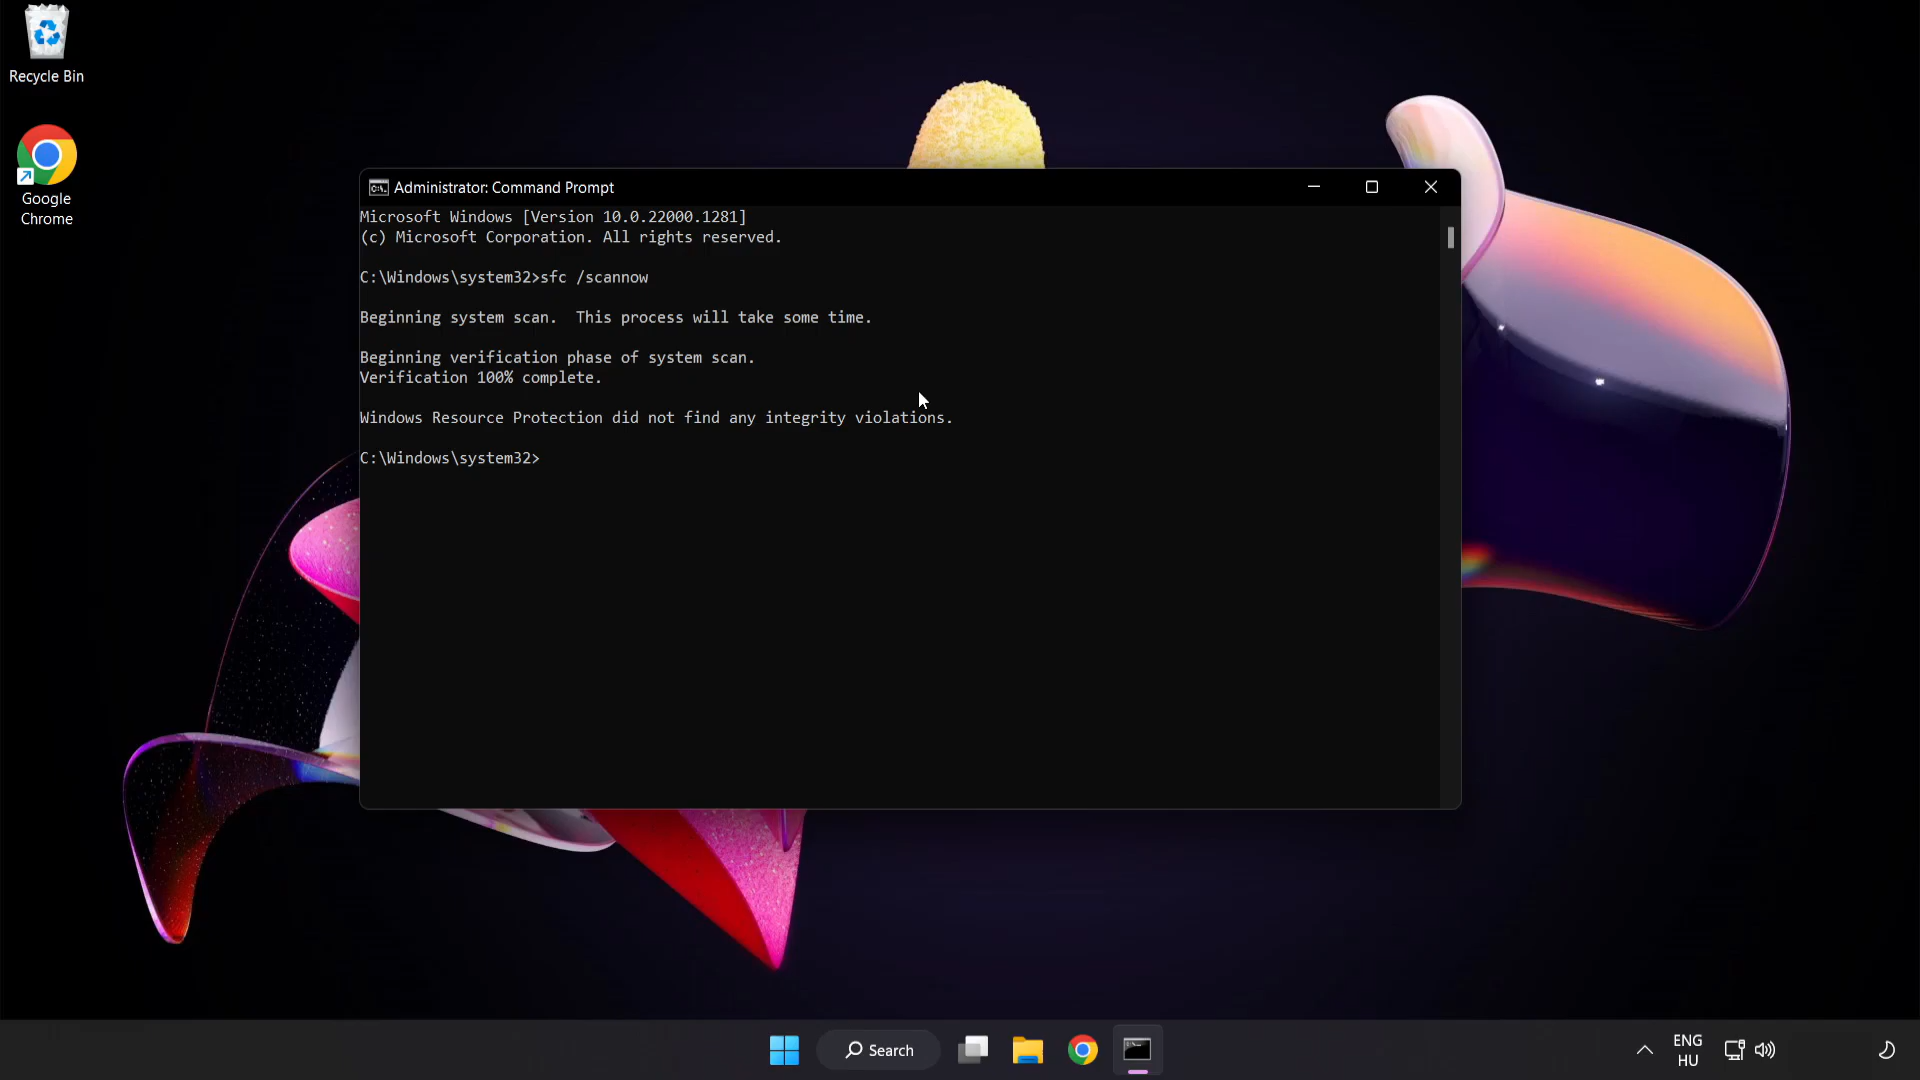 Recycle Bin
Google
Chrome
Administrator: Command Prompt
Microsoft Windows [Version 10.0.22000.1281]
(c) Microsoft Corporation. All rights reserved.
C:\Windows\system32>sfc /scannow
Beginning system scan.  This process will take some time.
Beginning verification phase of system scan.
Verification 100% complete.
Windows Resource Protection did not find any integrity violations.
C:\Windows\system32>
Search
ENG
HU